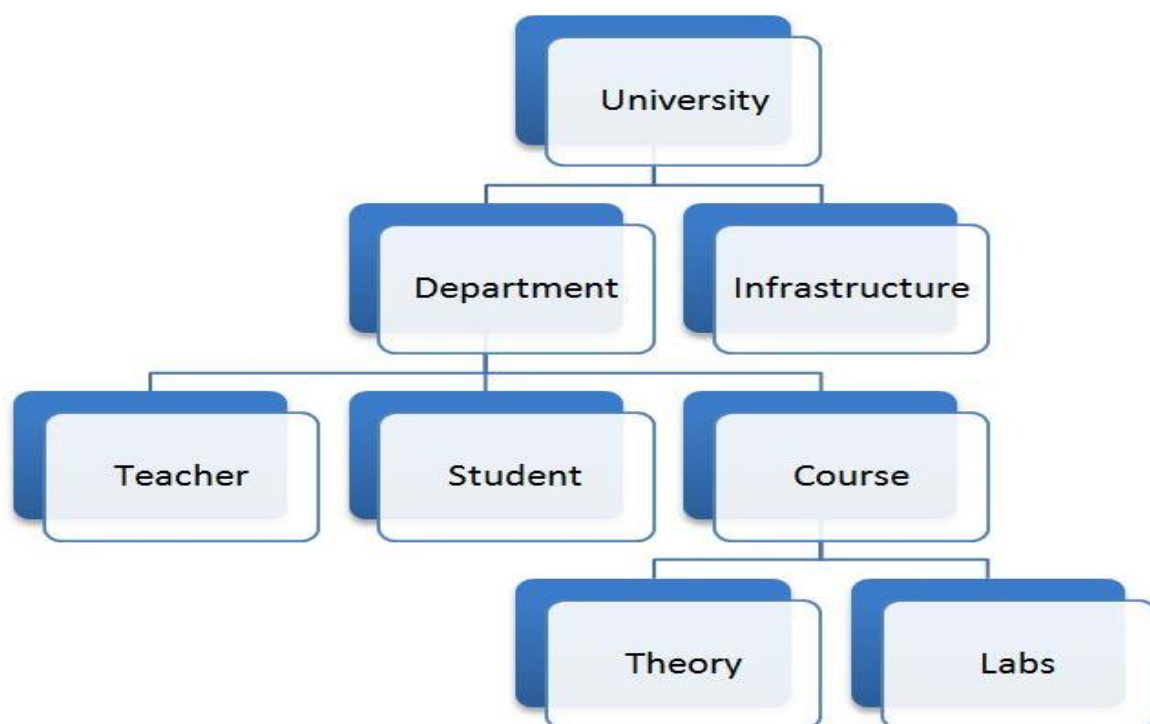 University
Department
Infrastructure
Teacher
Student
Course
Theory
Labs